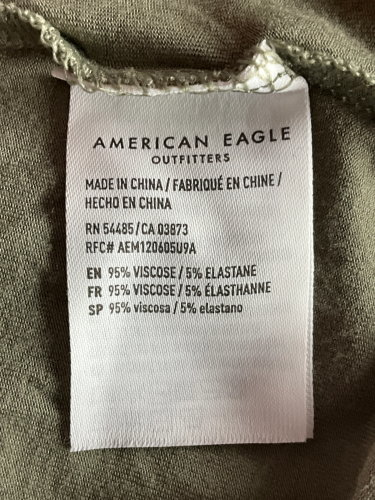 AMERICAN EAGLE
OUTFITTERS
MADE IN CHINA / FABRIQUÉ EN CHINE /
HECHO EN CHINA
RN 54485 / CA 03873
RFC# AEM120605U9A
EN 95% VISCOSE / 5% ELASTANE
FR 95% VISCOSE / 5% ÉLASTHANNE
SP 95% viscosa / 5% elastano